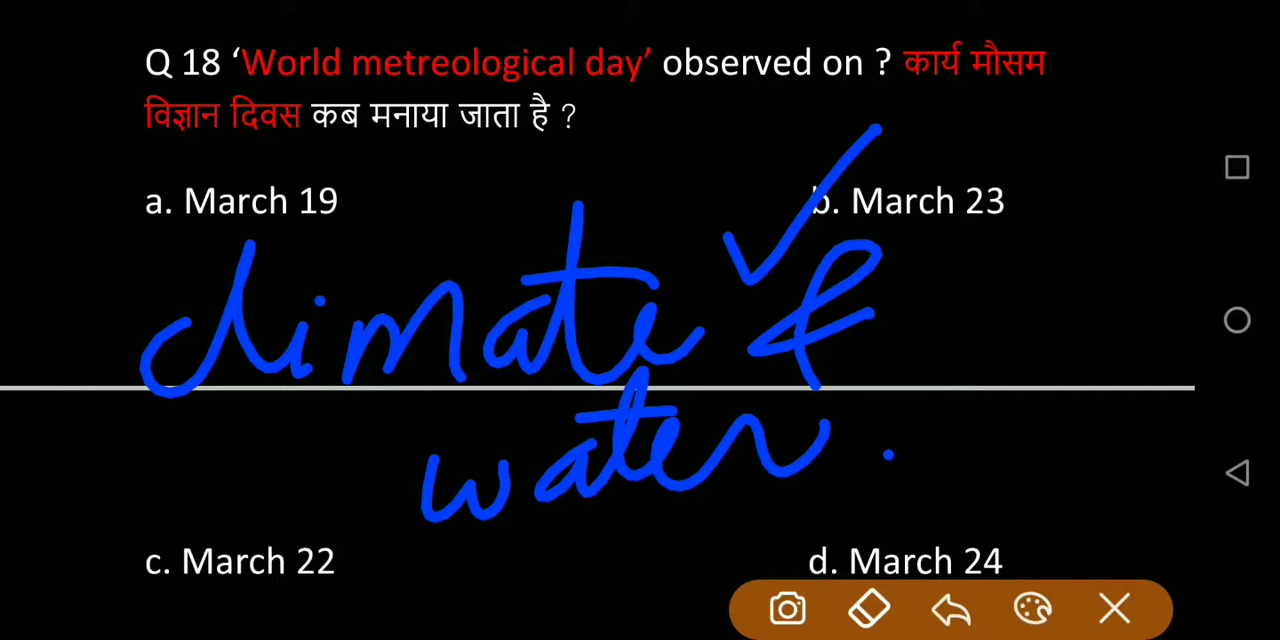 Q 18 ‘World metreological day’ observed on ? कार्य मौसम
विज्ञान दिवस कब मनाया जाता है ?
a. March 19
b. March 23
climate &
water .
c. March 22
d. March 24